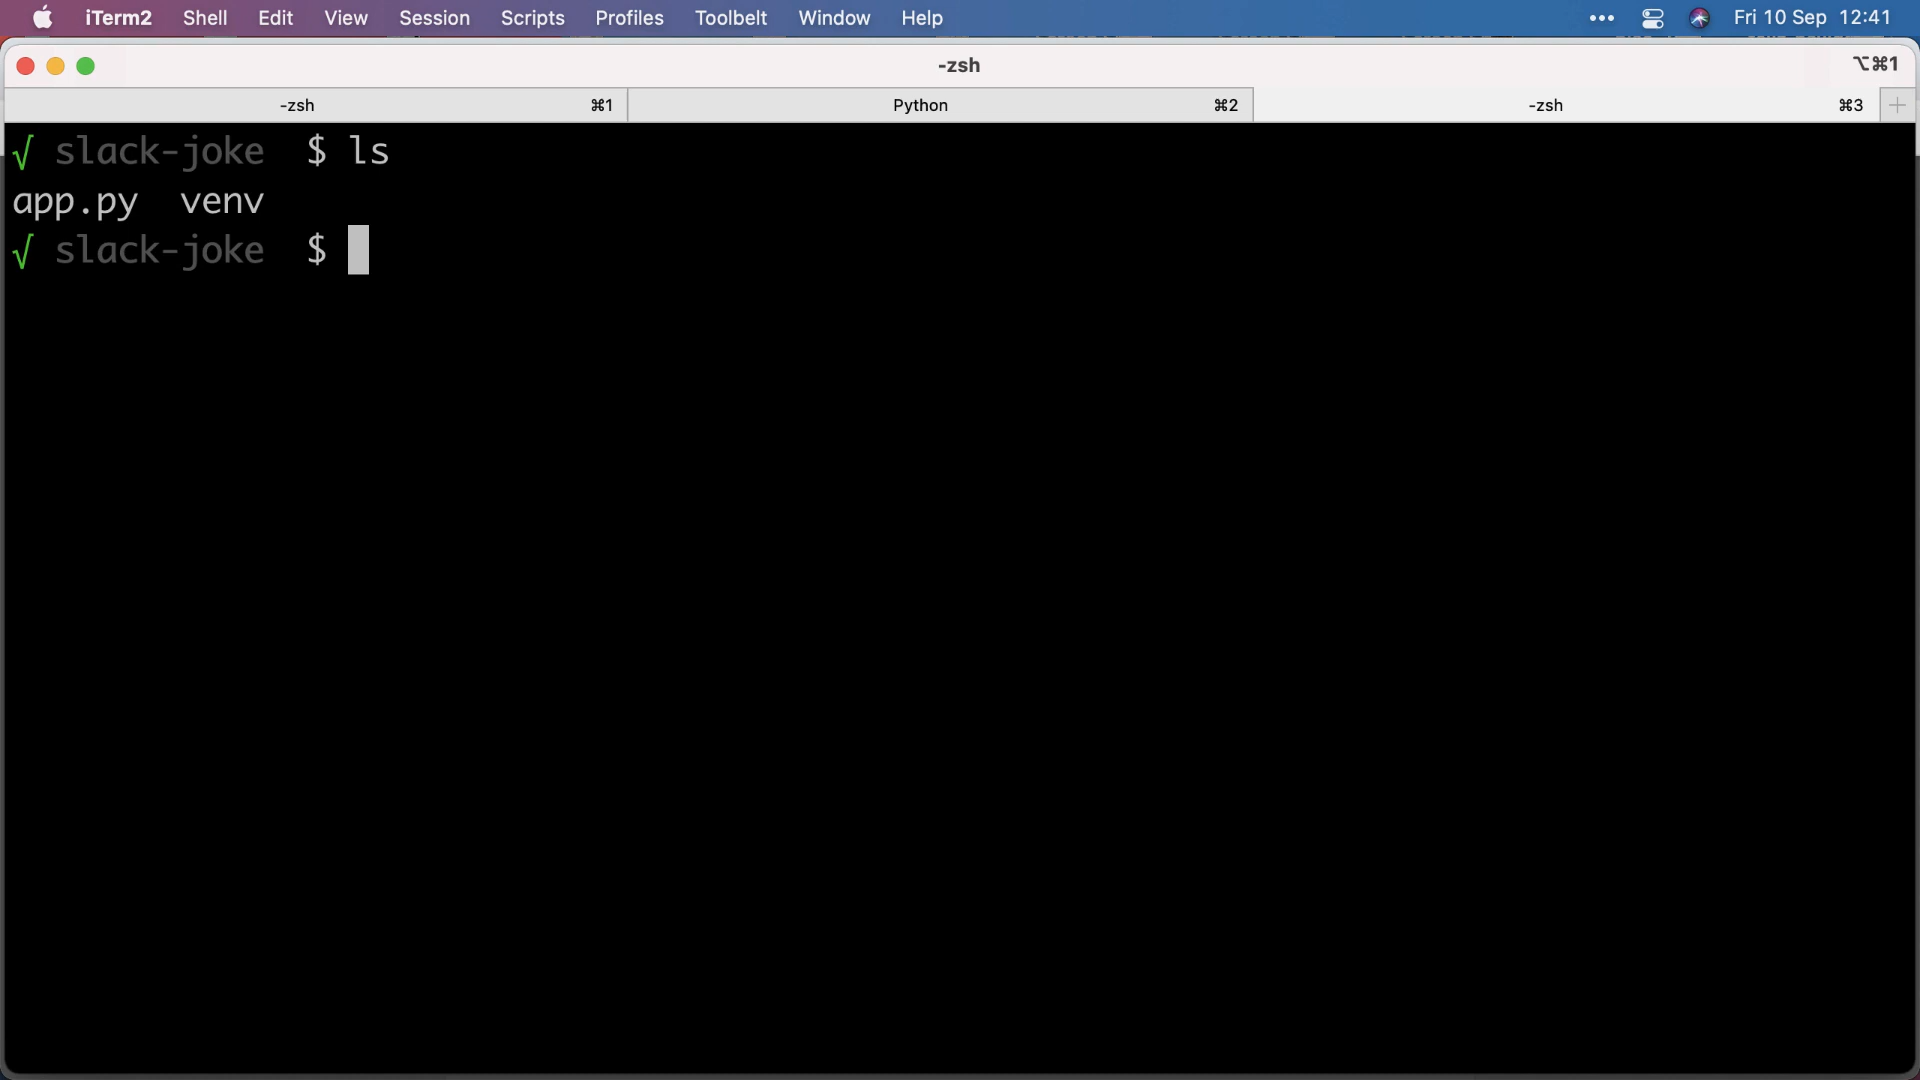 iTerm2 Shell Edit View Session Scripts Profiles Toolbelt Window Help ••• Fri 10 Sep 12:41
-zsh ⌥⌘1
-zsh ⌘1 Python ⌘2 -zsh ⌘3 +
√ slack-joke $ ls
app.py venv
√ slack-joke $